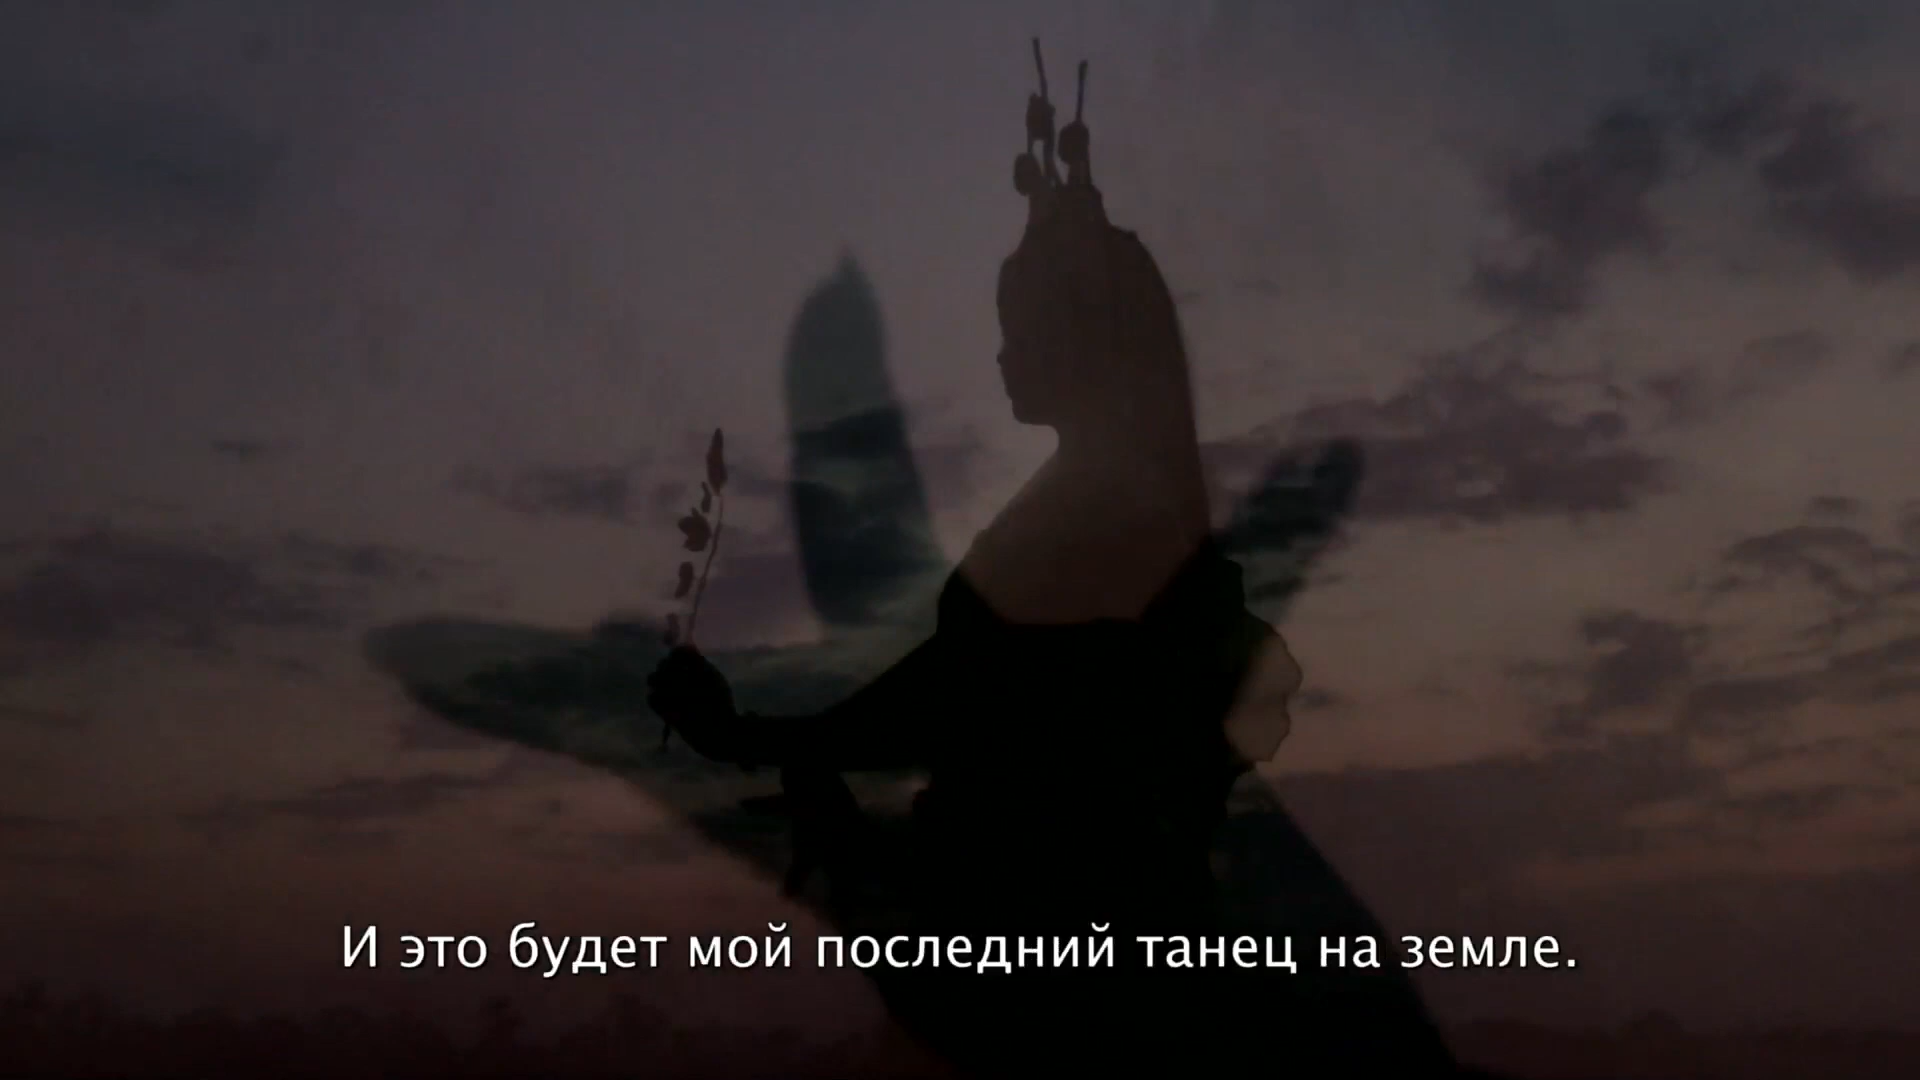 И это будет мой последний танец на земле.